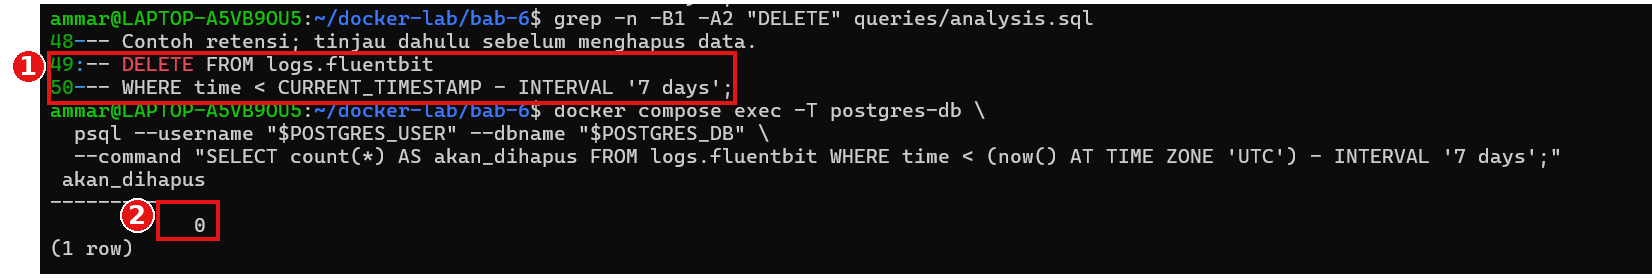 ammar@LAPTOP-A5VB9OU5:~/docker-lab/bab-6$ grep -n -B1 -A2 "DELETE" queries/analysis.sql
48--- Contoh retensi; tinjau dahulu sebelum menghapus data.
1 49:-- DELETE FROM logs.fluentbit
50--- WHERE time < CURRENT_TIMESTAMP - INTERVAL '7 days';
ammar@LAPTOP-A5VB9OU5:~/docker-lab/bab-6$ docker compose exec -T postgres-db \
  psql --username "$POSTGRES_USER" --dbname "$POSTGRES_DB" \
  --command "SELECT count(*) AS akan_dihapus FROM logs.fluentbit WHERE time < (now() AT TIME ZONE 'UTC') - INTERVAL '7 days';"
 akan_dihapus
--------------
2 0
(1 row)